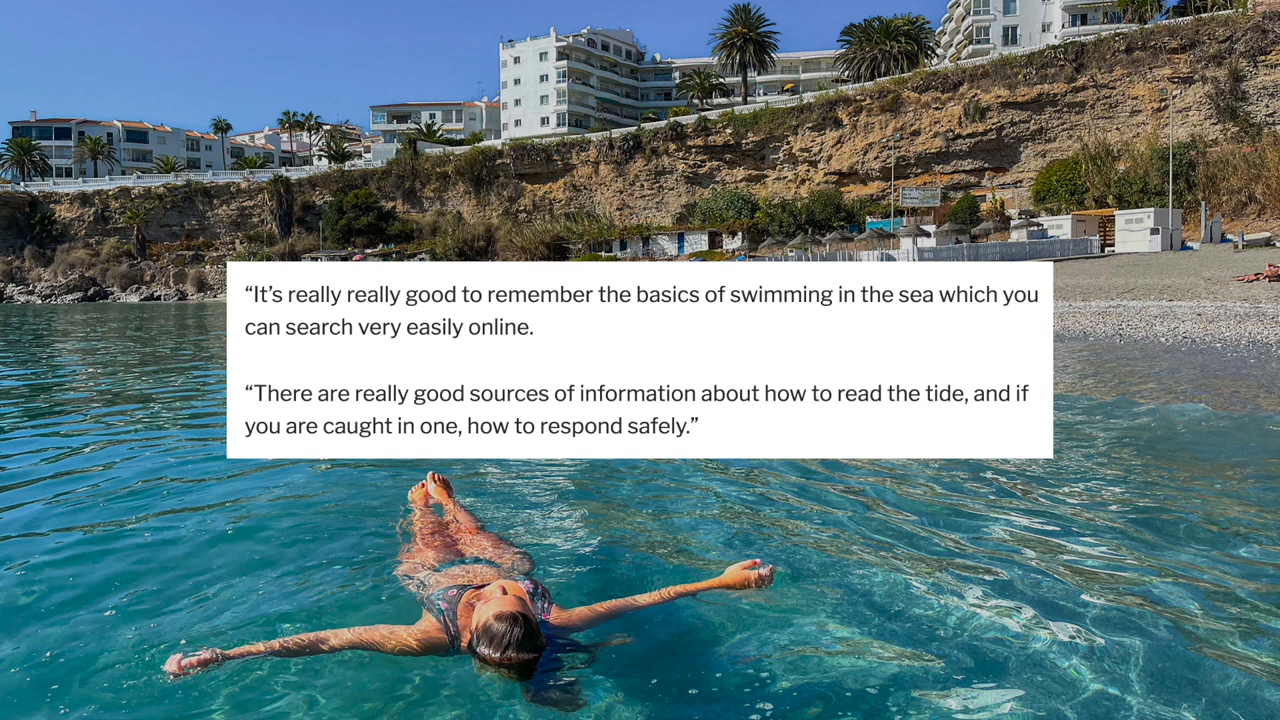 “It’s really really good to remember the basics of swimming in the sea which you
can search very easily online.
“There are really good sources of information about how to read the tide, and if
you are caught in one, how to respond safely.”